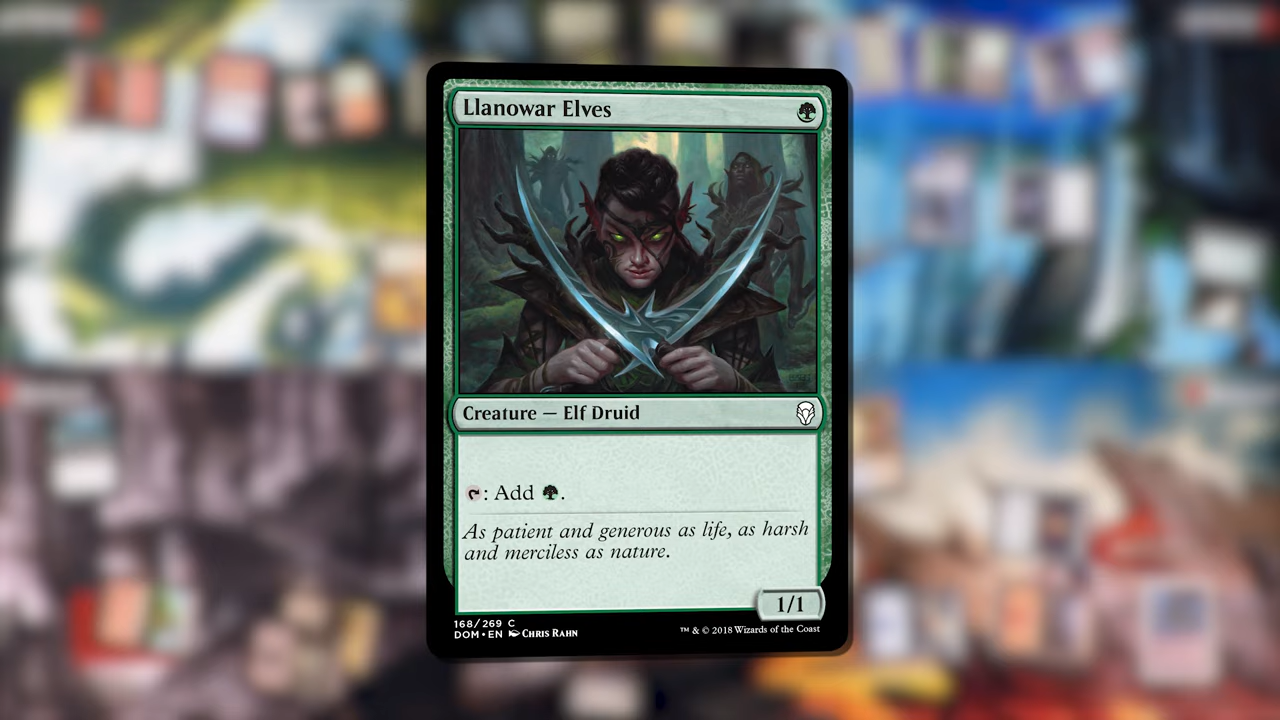 Llanowar Elves
Creature — Elf Druid
: Add .
As patient and generous as life, as harsh
and merciless as nature.
1/1
168/269 C
DOM • EN Chris Rahn
™ & © 2018 Wizards of the Coast